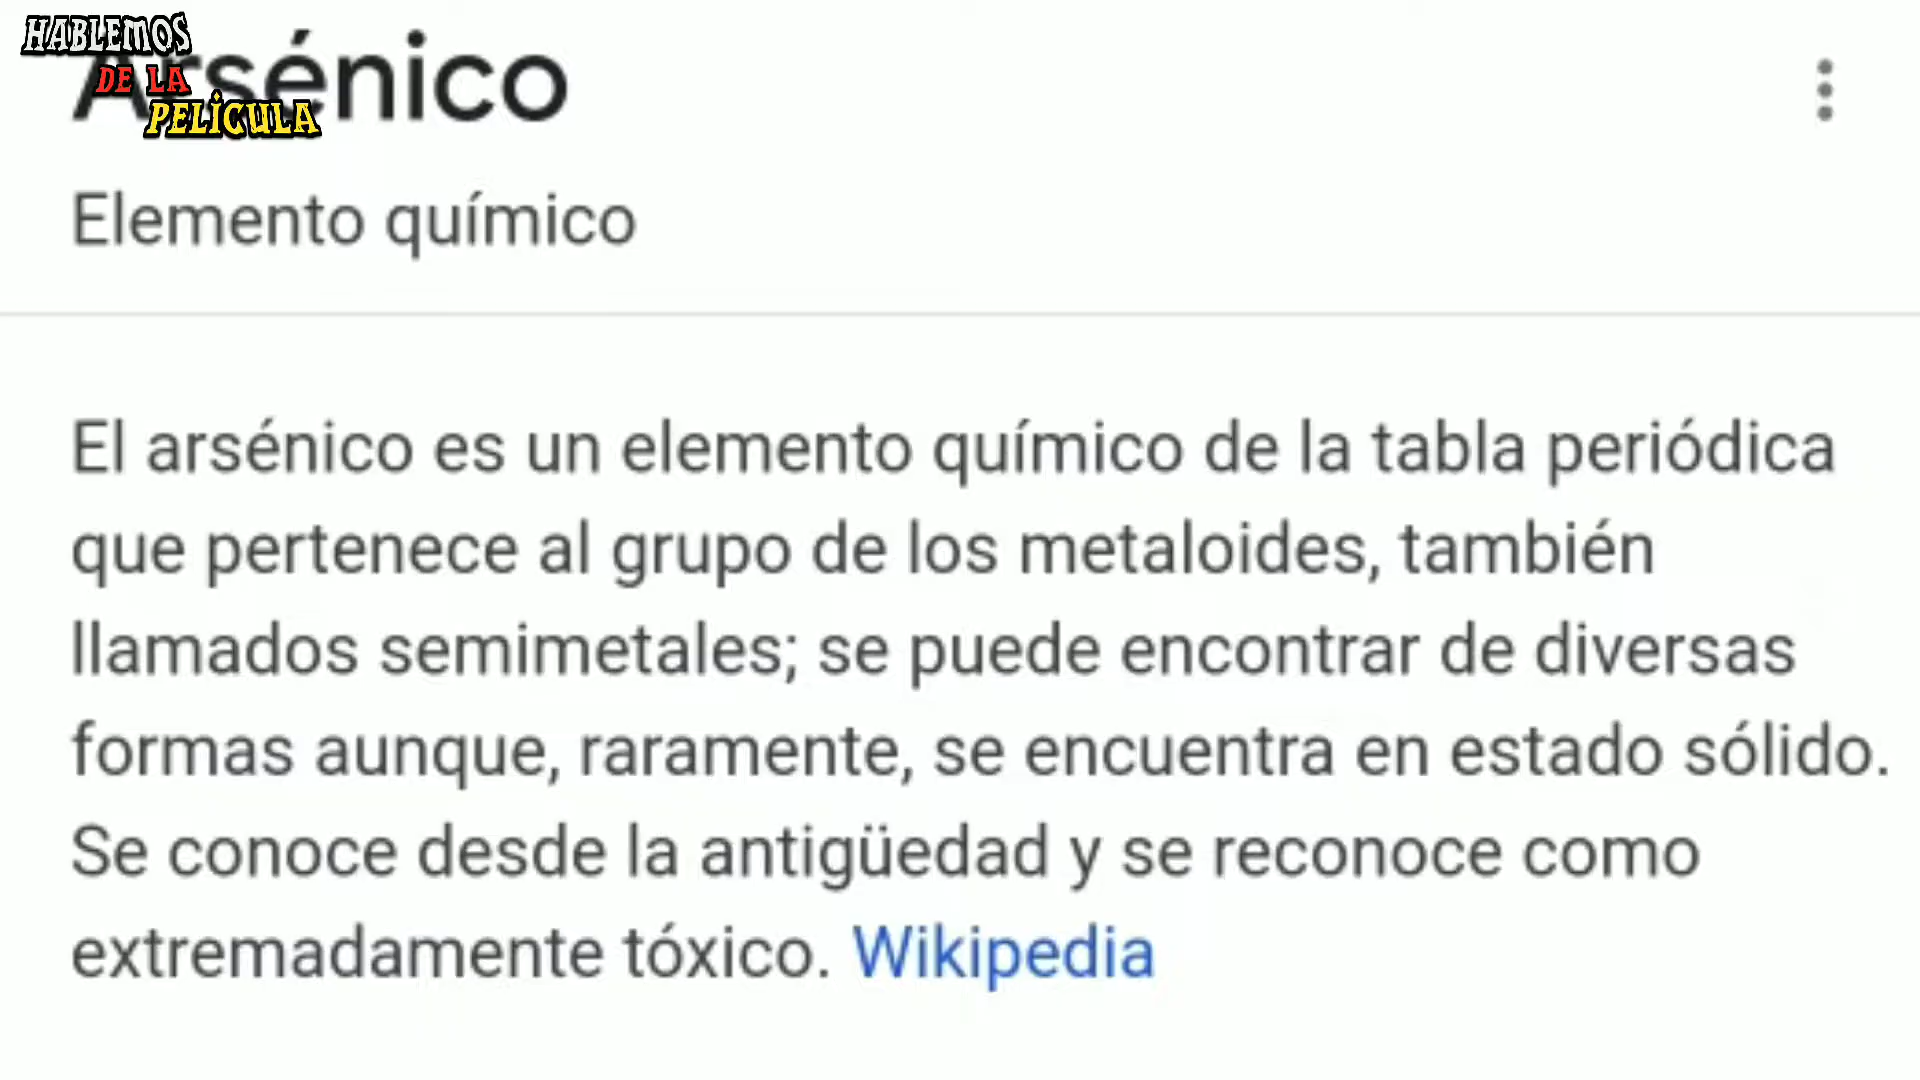 HABLEMOS
DE LA
PELÍCULA
Arsénico
Elemento químico
El arsénico es un elemento químico de la tabla periódica
que pertenece al grupo de los metaloides, también
llamados semimetales; se puede encontrar de diversas
formas aunque, raramente, se encuentra en estado sólido.
Se conoce desde la antigüedad y se reconoce como
extremadamente tóxico. Wikipedia